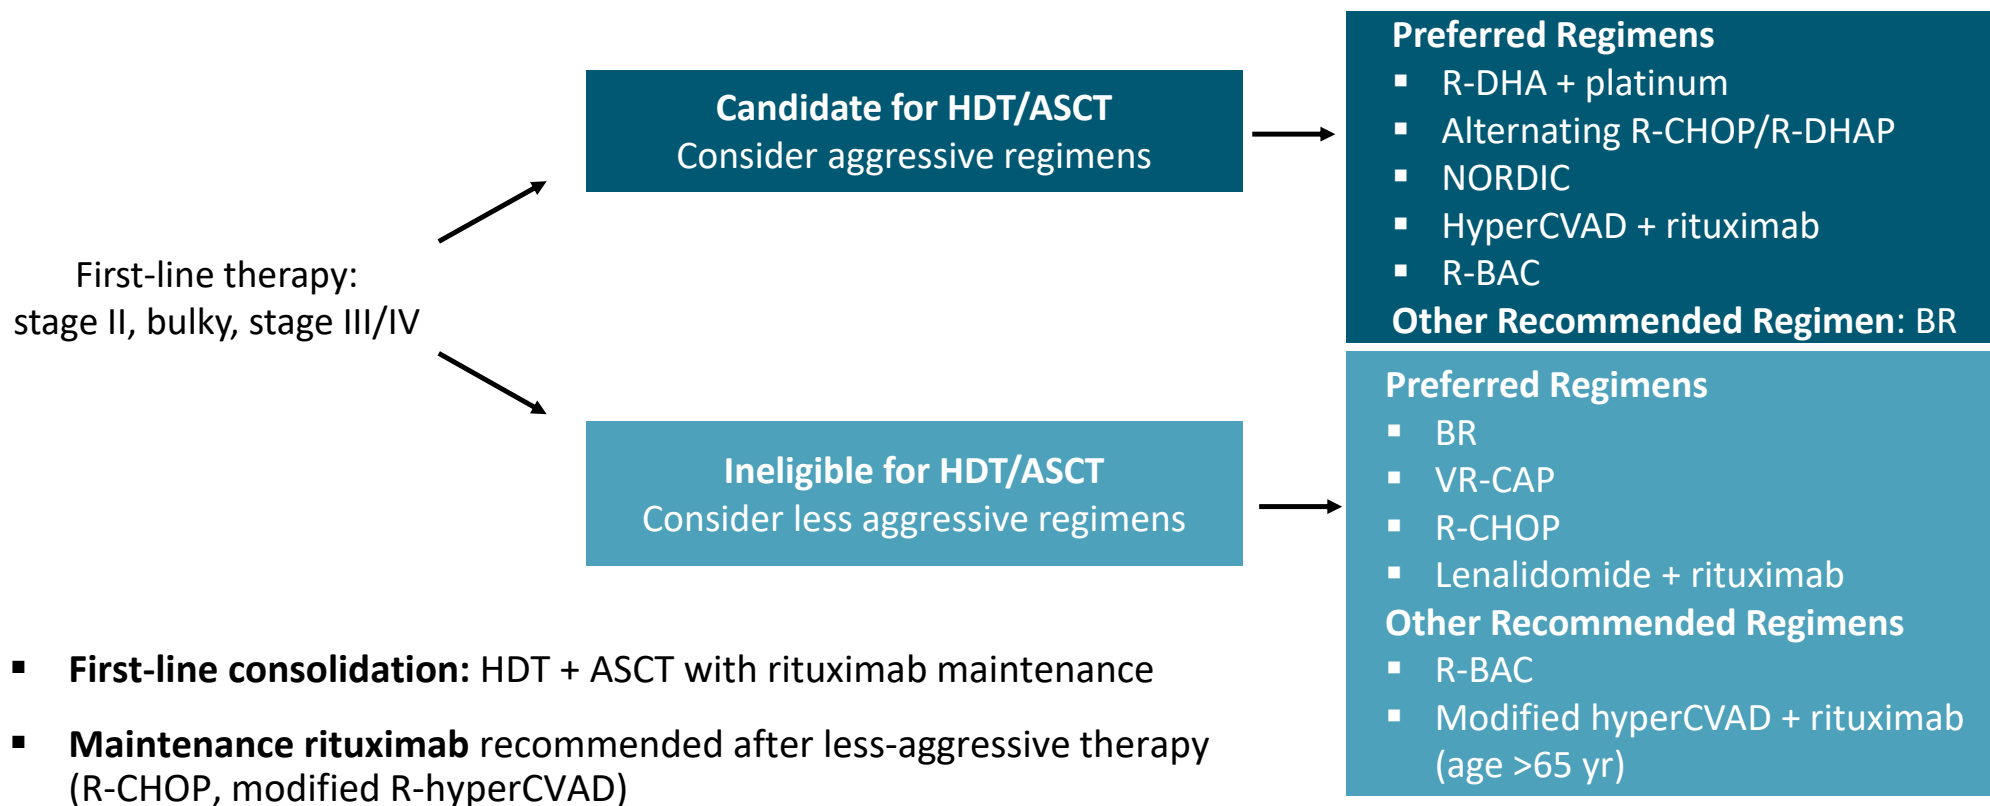 First-line therapy:
stage II, bulky, stage III/IV
Candidate for HDT/ASCT
Consider aggressive regimens
Preferred Regimens
▪ R-DHA + platinum
▪ Alternating R-CHOP/R-DHAP
▪ NORDIC
▪ HyperCVAD + rituximab
▪ R-BAC
Other Recommended Regimen: BR
Ineligible for HDT/ASCT
Consider less aggressive regimens
Preferred Regimens
▪ BR
▪ VR-CAP
▪ R-CHOP
▪ Lenalidomide + rituximab
Other Recommended Regimens
▪ R-BAC
▪ Modified hyperCVAD + rituximab
(age >65 yr)
▪ First-line consolidation: HDT + ASCT with rituximab maintenance
▪ Maintenance rituximab recommended after less-aggressive therapy
(R-CHOP, modified R-hyperCVAD)